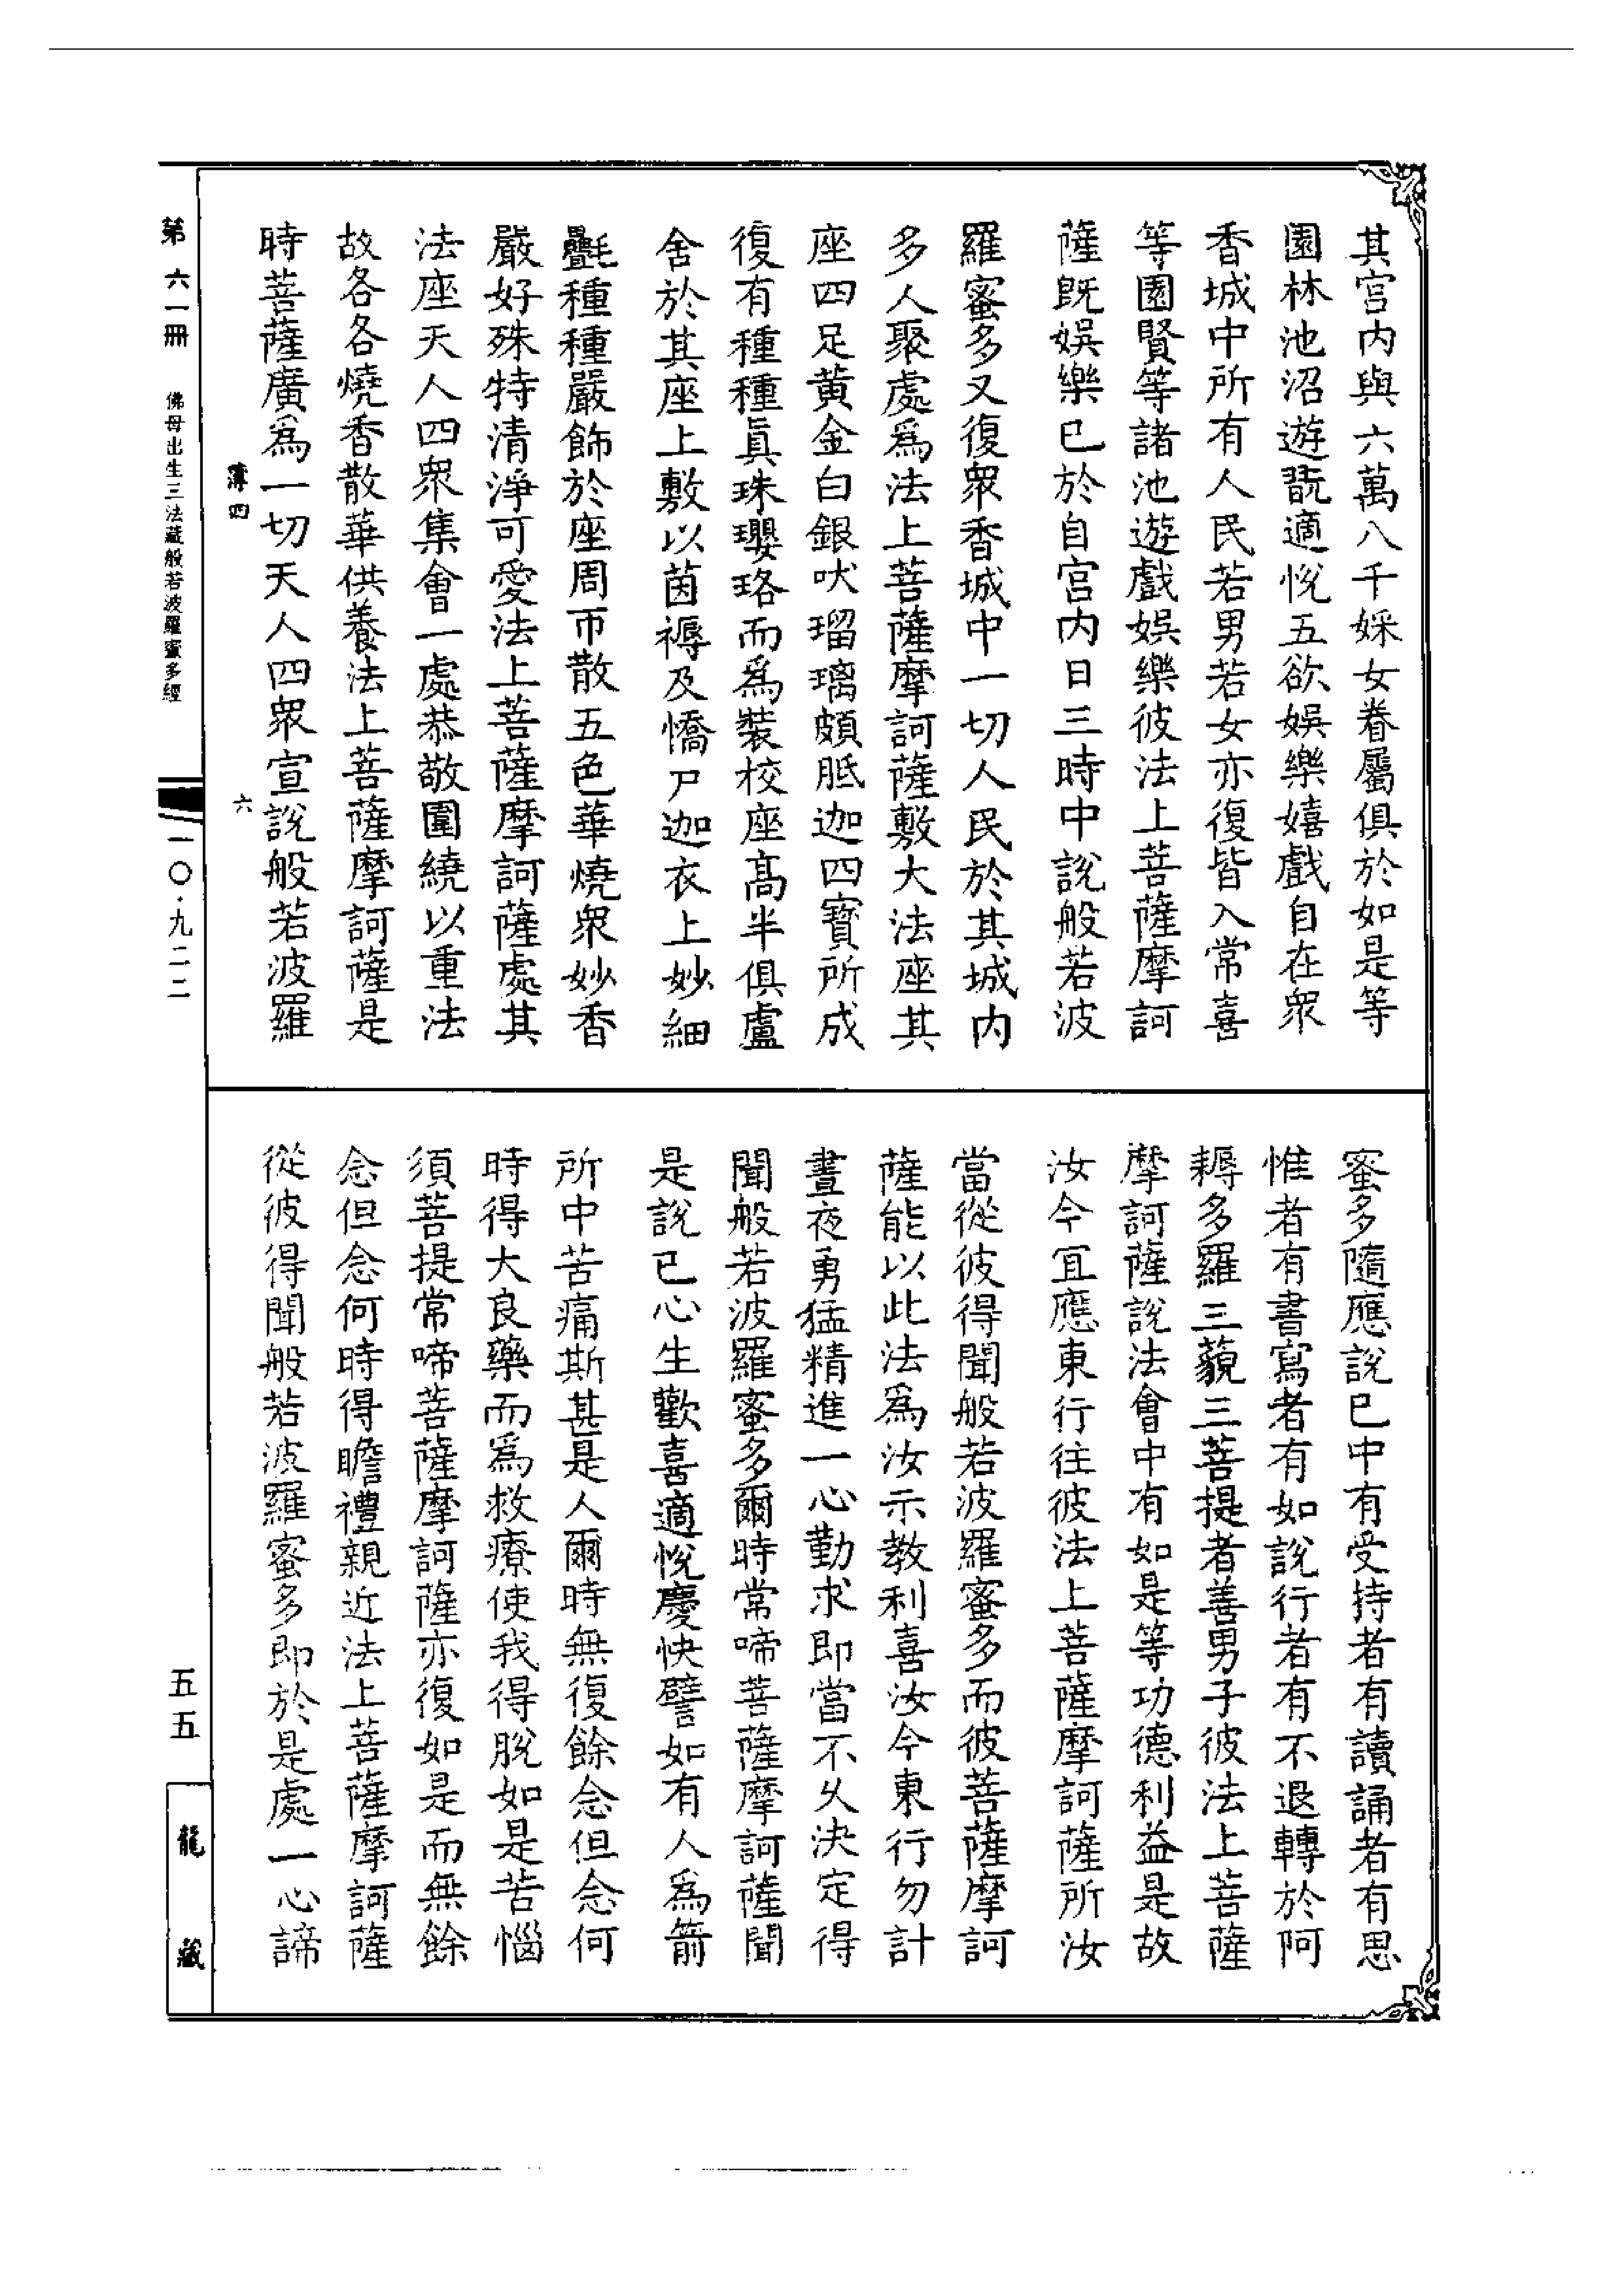 其宮内與六萬八千婇女眷屬俱於如是等
園林池沼遊翫適悅五欲娛樂嬉戲自在衆
香城中所有人民若男若女亦復皆入常喜
等園賢等諸池遊戲娛樂彼法上菩薩摩訶
薩既娛樂已於自宮内日三時中說般若波
羅蜜多又復衆香城中一切人民於其城内
多人聚處爲法上菩薩摩訶薩敷大法座其
座四足黄金白銀吠瑠璃頗胝迦四寶所成
復有種種眞珠瓔珞而爲裝校座髙半俱盧
舍於其座上敷以茵褥及憍尸迦衣上妙細
㲲種種嚴飾於座周帀散五色華燒衆妙香
嚴好殊特清淨可愛法上菩薩摩訶薩處其
法座天人四衆集會一處恭敬圍繞以重法
故各各燒香散華供養法上菩薩摩訶薩是
時菩薩廣爲一切天人四衆宣說般若波羅
薄四
六
蜜多隨應說已中有受持者有讀誦者有思
惟者有書寫者有如說行者有不退轉於阿
耨多羅三藐三菩提者善男子彼法上菩薩
摩訶薩說法會中有如是等功德利益是故
汝今宜應東行往彼法上菩薩摩訶薩所汝
當從彼得聞般若波羅蜜多而彼菩薩摩訶
薩能以此法爲汝示教利喜汝今東行勿計
晝夜勇猛精進一心勤求即當不乆決定得
聞般若波羅蜜多爾時常啼菩薩摩訶薩聞
是說已心生歡喜適悅慶快譬如有人爲箭
所中苦痛斯甚是人爾時無復餘念但念何
時得大良藥而爲救療使我得脫如是苦惱
須菩提常啼菩薩摩訶薩亦復如是而無餘
念但念何時得瞻禮親近法上菩薩摩訶薩
從彼得聞般若波羅蜜多即於是處一心諦
第六一冊 佛母出生三法藏般若波羅蜜多經
一〇·九二二
五五
龍藏